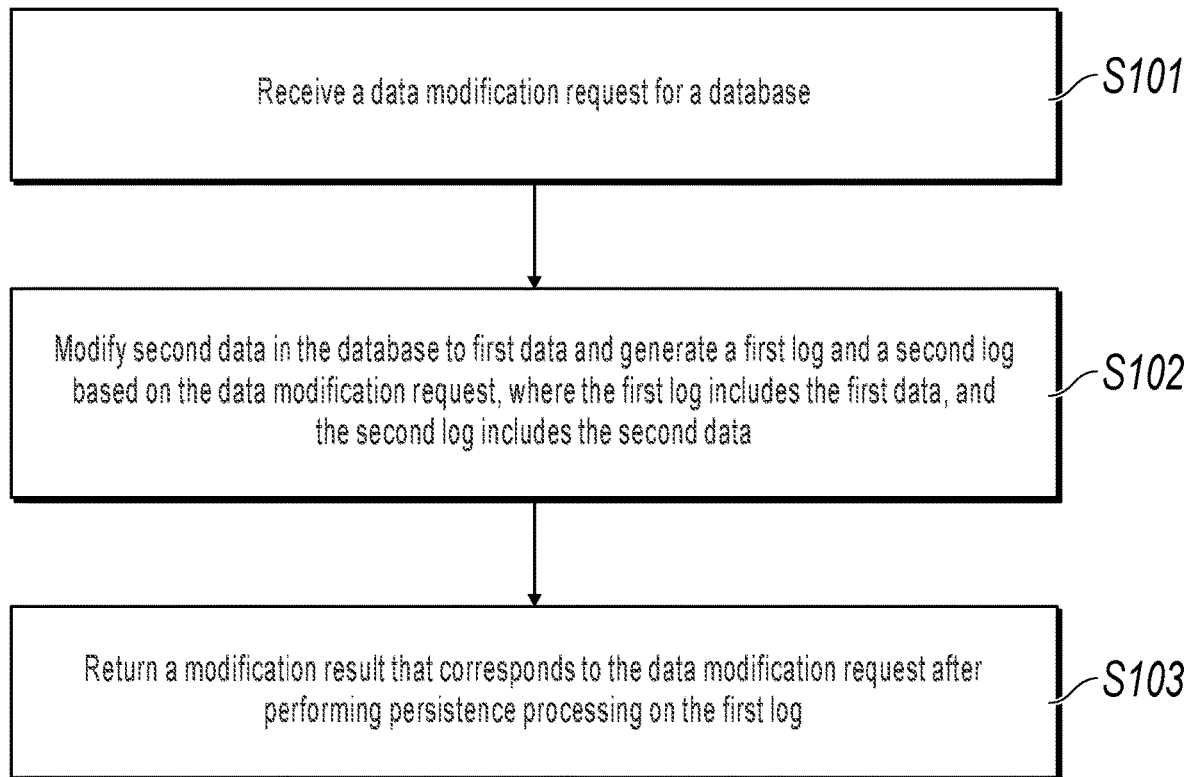 Receive a data modification request for a database
S101
Modify second data in the database to first data and generate a first log and a second log
based on the data modification request, where the first log includes the first data, and
the second log includes the second data
S102
Return a modification result that corresponds to the data modification request after
performing persistence processing on the first log
S103